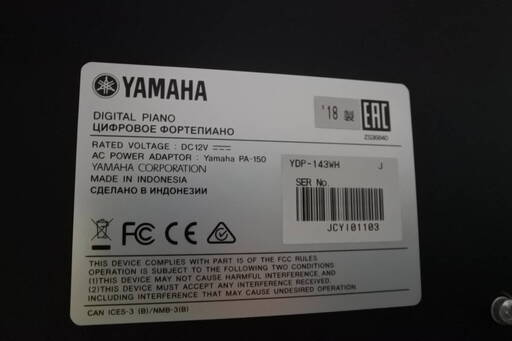 YAMAHA
DIGITAL PIANO
ЦИФРОВОЕ ФОРТЕПИАНО
RATED VOLTAGE : DC12V
AC POWER ADAPTOR : Yamaha PA-150
YAMAHA CORPORATION
MADE IN INDONESIA
СДЕЛАНО В ИНДОНЕЗИИ
'18
EAC
YDP-143WH J
SER No.
JCYI01103
FC CE
THIS DEVICE COMPLIES WITH PART 15 OF THE FCC RULES
OPERATION IS SUBJECT TO THE FOLLOWING TWO CONDITIONS
(1)THIS DEVICE MAY NOT CAUSE HARMFUL INTERFERENCE AND
(2)THIS DEVICE MUST ACCEPT ANY INTERFERENCE RECEIVED.
INCLUDING INTERFERENCE THAT MAY CAUSE UNDESIRED OPERATION
CAN ICES-3 (B)/NMB-3(B)